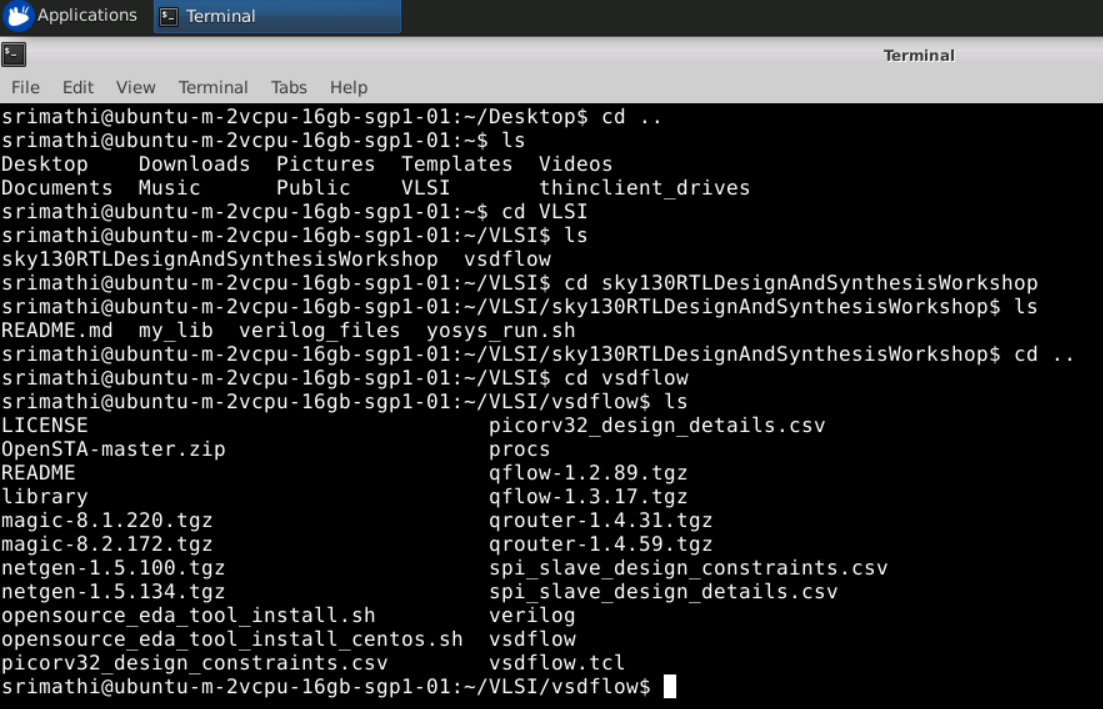 Applications Terminal
Terminal
File Edit View Terminal Tabs Help
srimathi@ubuntu-m-2vcpu-16gb-sgp1-01:~/Desktop$ cd ..
srimathi@ubuntu-m-2vcpu-16gb-sgp1-01:~$ ls
Desktop Downloads Pictures Templates Videos
Documents Music Public VLSI thinclient_drives
srimathi@ubuntu-m-2vcpu-16gb-sgp1-01:~$ cd VLSI
srimathi@ubuntu-m-2vcpu-16gb-sgp1-01:~/VLSI$ ls
sky130RTLDesignAndSynthesisWorkshop vsdflow
srimathi@ubuntu-m-2vcpu-16gb-sgp1-01:~/VLSI$ cd sky130RTLDesignAndSynthesisWorkshop
srimathi@ubuntu-m-2vcpu-16gb-sgp1-01:~/VLSI/sky130RTLDesignAndSynthesisWorkshop$ ls
README.md my_lib verilog_files yosys_run.sh
srimathi@ubuntu-m-2vcpu-16gb-sgp1-01:~/VLSI/sky130RTLDesignAndSynthesisWorkshop$ cd ..
srimathi@ubuntu-m-2vcpu-16gb-sgp1-01:~/VLSI$ cd vsdflow
srimathi@ubuntu-m-2vcpu-16gb-sgp1-01:~/VLSI/vsdflow$ ls
LICENSE picorv32_design_details.csv
OpenSTA-master.zip procs
README qflow-1.2.89.tgz
library qflow-1.3.17.tgz
magic-8.1.220.tgz qrouter-1.4.31.tgz
magic-8.2.172.tgz qrouter-1.4.59.tgz
netgen-1.5.100.tgz spi_slave_design_constraints.csv
netgen-1.5.134.tgz spi_slave_design_details.csv
opensource_eda_tool_install.sh verilog
opensource_eda_tool_install_centos.sh vsdflow
picorv32_design_constraints.csv vsdflow.tcl
srimathi@ubuntu-m-2vcpu-16gb-sgp1-01:~/VLSI/vsdflow$